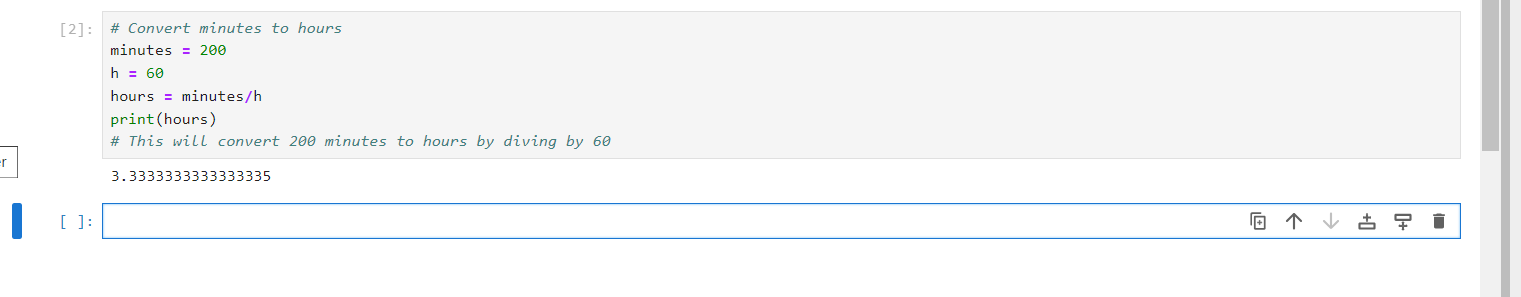 [2]:
# Convert minutes to hours
minutes = 200
h = 60
hours = minutes/h
print(hours)
# This will convert 200 minutes to hours by diving by 60
er
3.3333333333333335
[ ]: